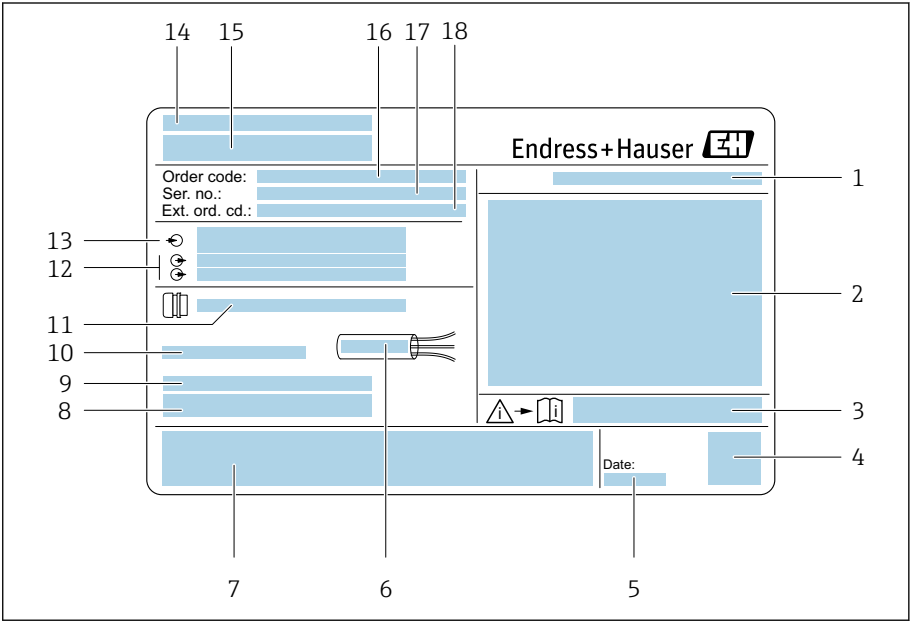 14 15 16 17 18
Endress+Hauser EH
Order code:
Ser. no.:
Ext. ord. cd.:
1
13
12
2
11
10
9
8
i
3
Date:
4
7 6 5